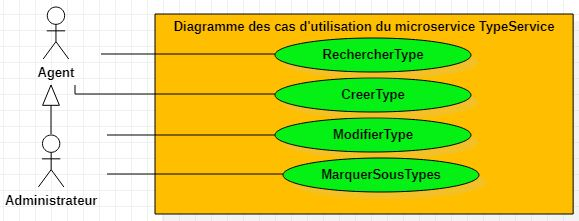 Diagramme des cas d'utilisation du microservice TypeService
RechercherType
Agent
CreerType
ModifierType
MarquerSousTypes
Administrateur